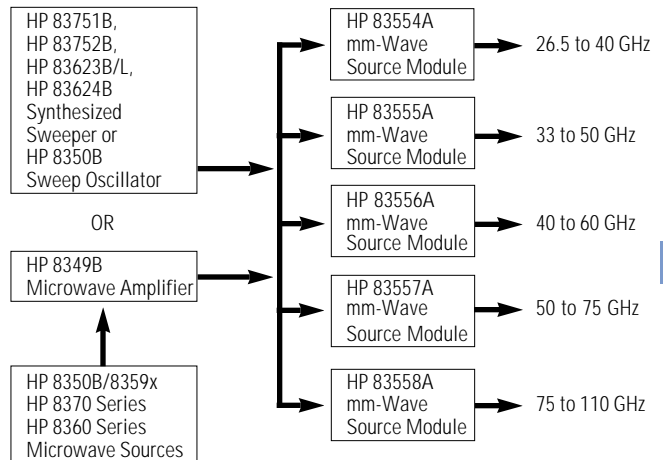 HP 83751B,
HP 83752B,
HP 83623B/L,
HP 83624B
Synthesized
Sweeper or
HP 8350B
Sweep Oscillator
OR
HP 8349B
Microwave Amplifier
HP 8350B/8359x
HP 8370 Series
HP 8360 Series
Microwave Sources
HP 83554A
mm-Wave
Source Module
26.5 to 40 GHz
HP 83555A
mm-Wave
Source Module
33 to 50 GHz
HP 83556A
mm-Wave
Source Module
40 to 60 GHz
HP 83557A
mm-Wave
Source Module
50 to 75 GHz
HP 83558A
mm-Wave
Source Module
75 to 110 GHz